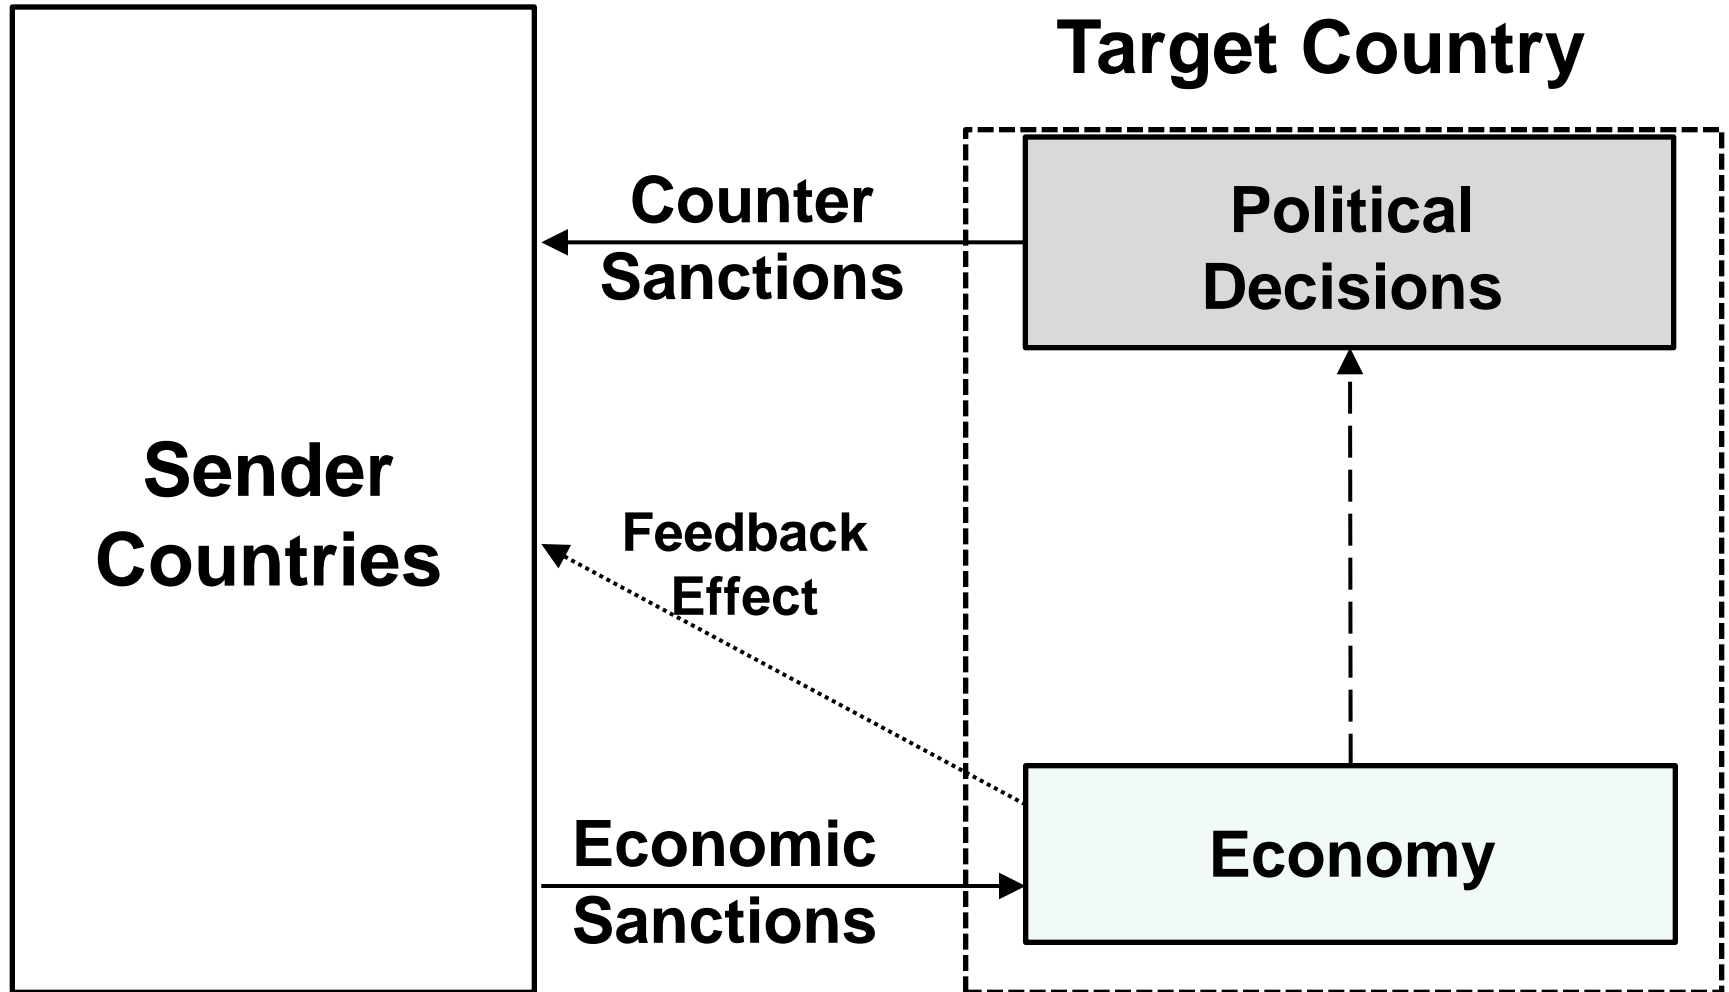 Target Country
Counter
Sanctions
Political
Decisions
Sender
Countries
Feedback
Effect
Economic
Sanctions
Economy